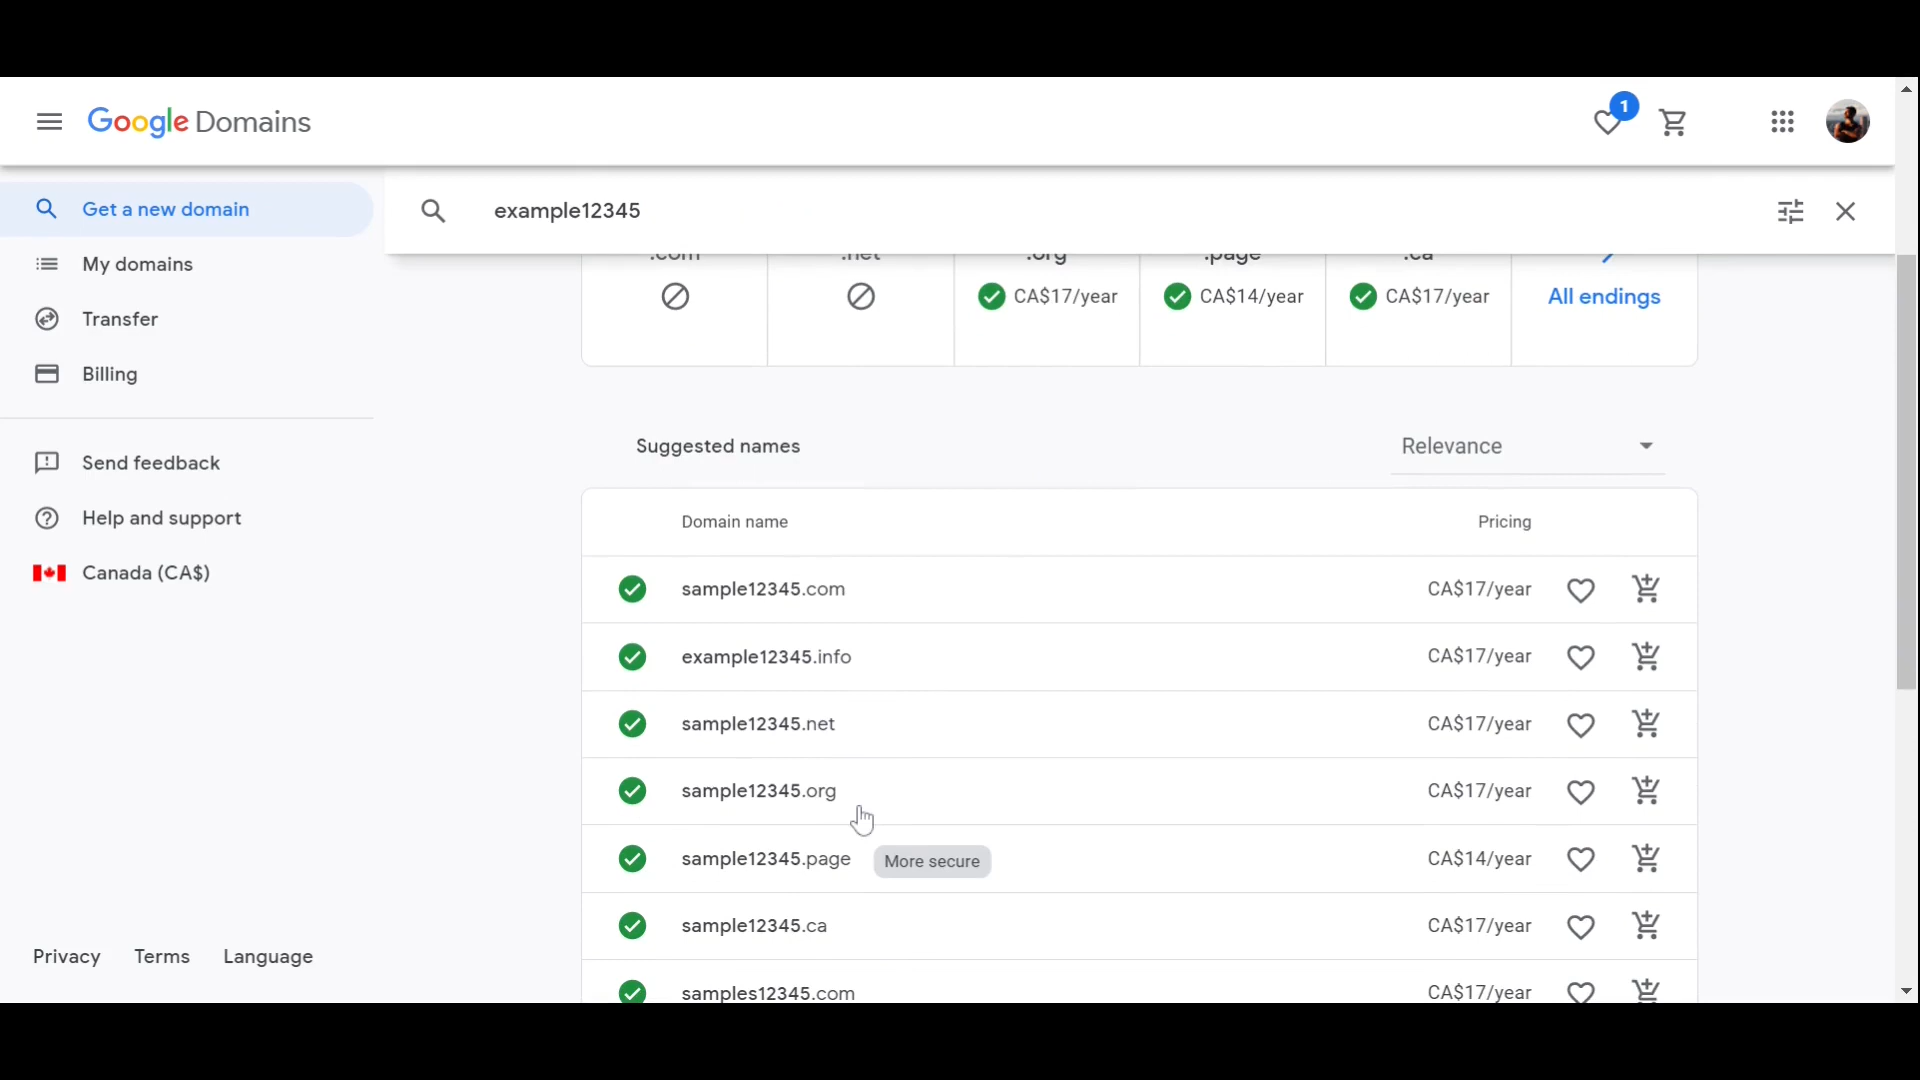 Google Domains
1
Get a new domain
My domains
Transfer
Billing
Send feedback
Help and support
Canada (CA$)
Privacy Terms Language
example12345
.com .net .org .page .ca
CA$17/year CA$14/year CA$17/year All endings
Suggested names Relevance
Domain name Pricing
sample12345.com CA$17/year
example12345.info CA$17/year
sample12345.net CA$17/year
sample12345.org CA$17/year
sample12345.page More secure CA$14/year
sample12345.ca CA$17/year
samples12345.com CA$17/year